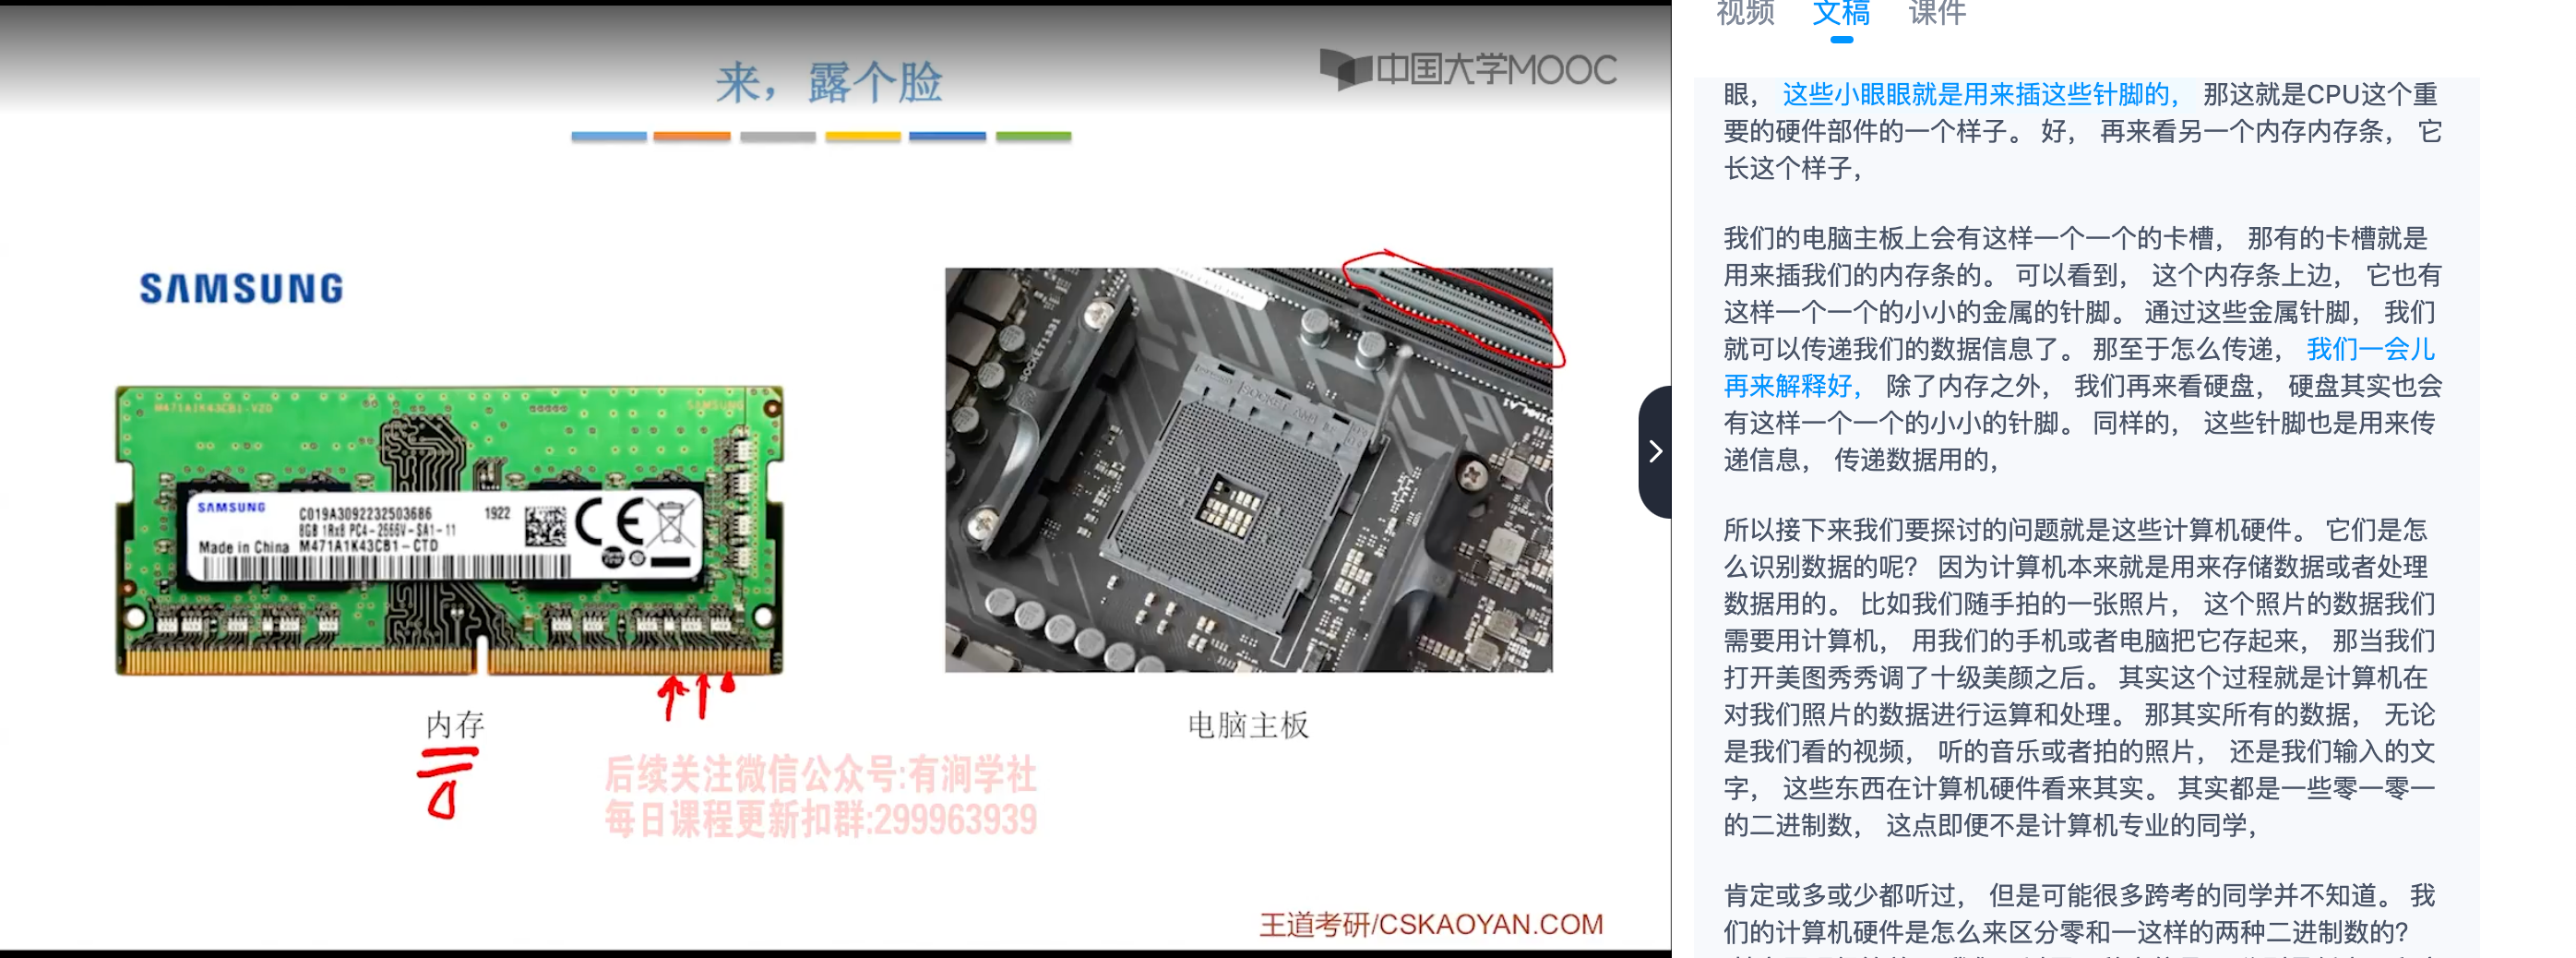 来，露个脸
中国大学MOOC
SAMSUNG
M471A1K43CB1-V20
SAMSUNG
SAMSUNG
C019A3092232503686
1922
8GB 1Rx8 PC4-2666V-SA1-11
Made in China M471A1K43CB1-CTD
CE
SOCKET1331
SOCKET AM4
内存
电脑主板
后续关注微信公众号:有润学社
每日课程更新扣群:299963939
王道考研/CSKAOYAN.COM
视频 文稿 课件
眼， 这些小眼眼就是用来插这些针脚的， 那这就是CPU这个重
要的硬件部件的一个样子。 好， 再来看另一个内存内存条， 它
长这个样子，
我们的电脑主板上会有这样一个一个的卡槽， 那有的卡槽就是
用来插我们的内存条的。 可以看到， 这个内存条上边， 它也有
这样一个一个的小小的金属的针脚。 通过这些金属针脚， 我们
就可以传递我们的数据信息了。 那至于怎么传递， 我们一会儿
再来解释好， 除了内存之外， 我们再来看硬盘， 硬盘其实也会
有这样一个一个的小小的针脚。 同样的， 这些针脚也是用来传
递信息， 传递数据用的，
所以接下来我们要探讨的问题就是这些计算机硬件。 它们是怎
么识别数据的呢？ 因为计算机本来就是用来存储数据或者处理
数据用的。 比如我们随手拍的一张照片， 这个照片的数据我们
需要用计算机， 用我们的手机或者电脑把它存起来， 那当我们
打开美图秀秀调了十级美颜之后。 其实这个过程就是计算机在
对我们照片的数据进行运算和处理。 那其实所有的数据， 无论
是我们看的视频， 听的音乐或者拍的照片， 还是我们输入的文
字， 这些东西在计算机硬件看来其实。 其实都是一些零一零一
的二进制数， 这点即便不是计算机专业的同学，
肯定或多或少都听过， 但是可能很多跨考的同学并不知道。 我
们的计算机硬件是怎么来区分零和一这样的两种二进制数的？